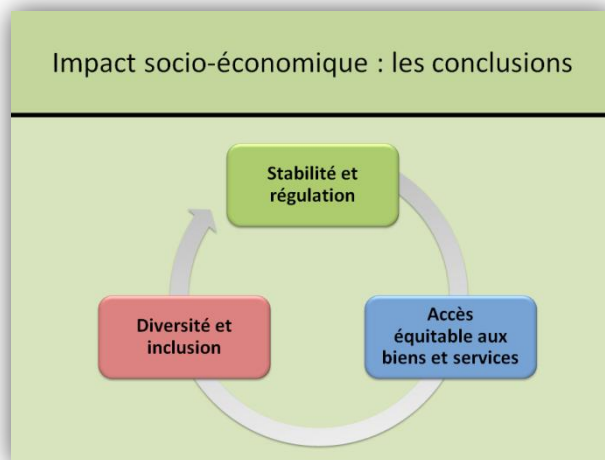 Impact socio-économique : les conclusions
Stabilité et
régulation
Diversité et
inclusion
Accès
équitable aux
biens et services